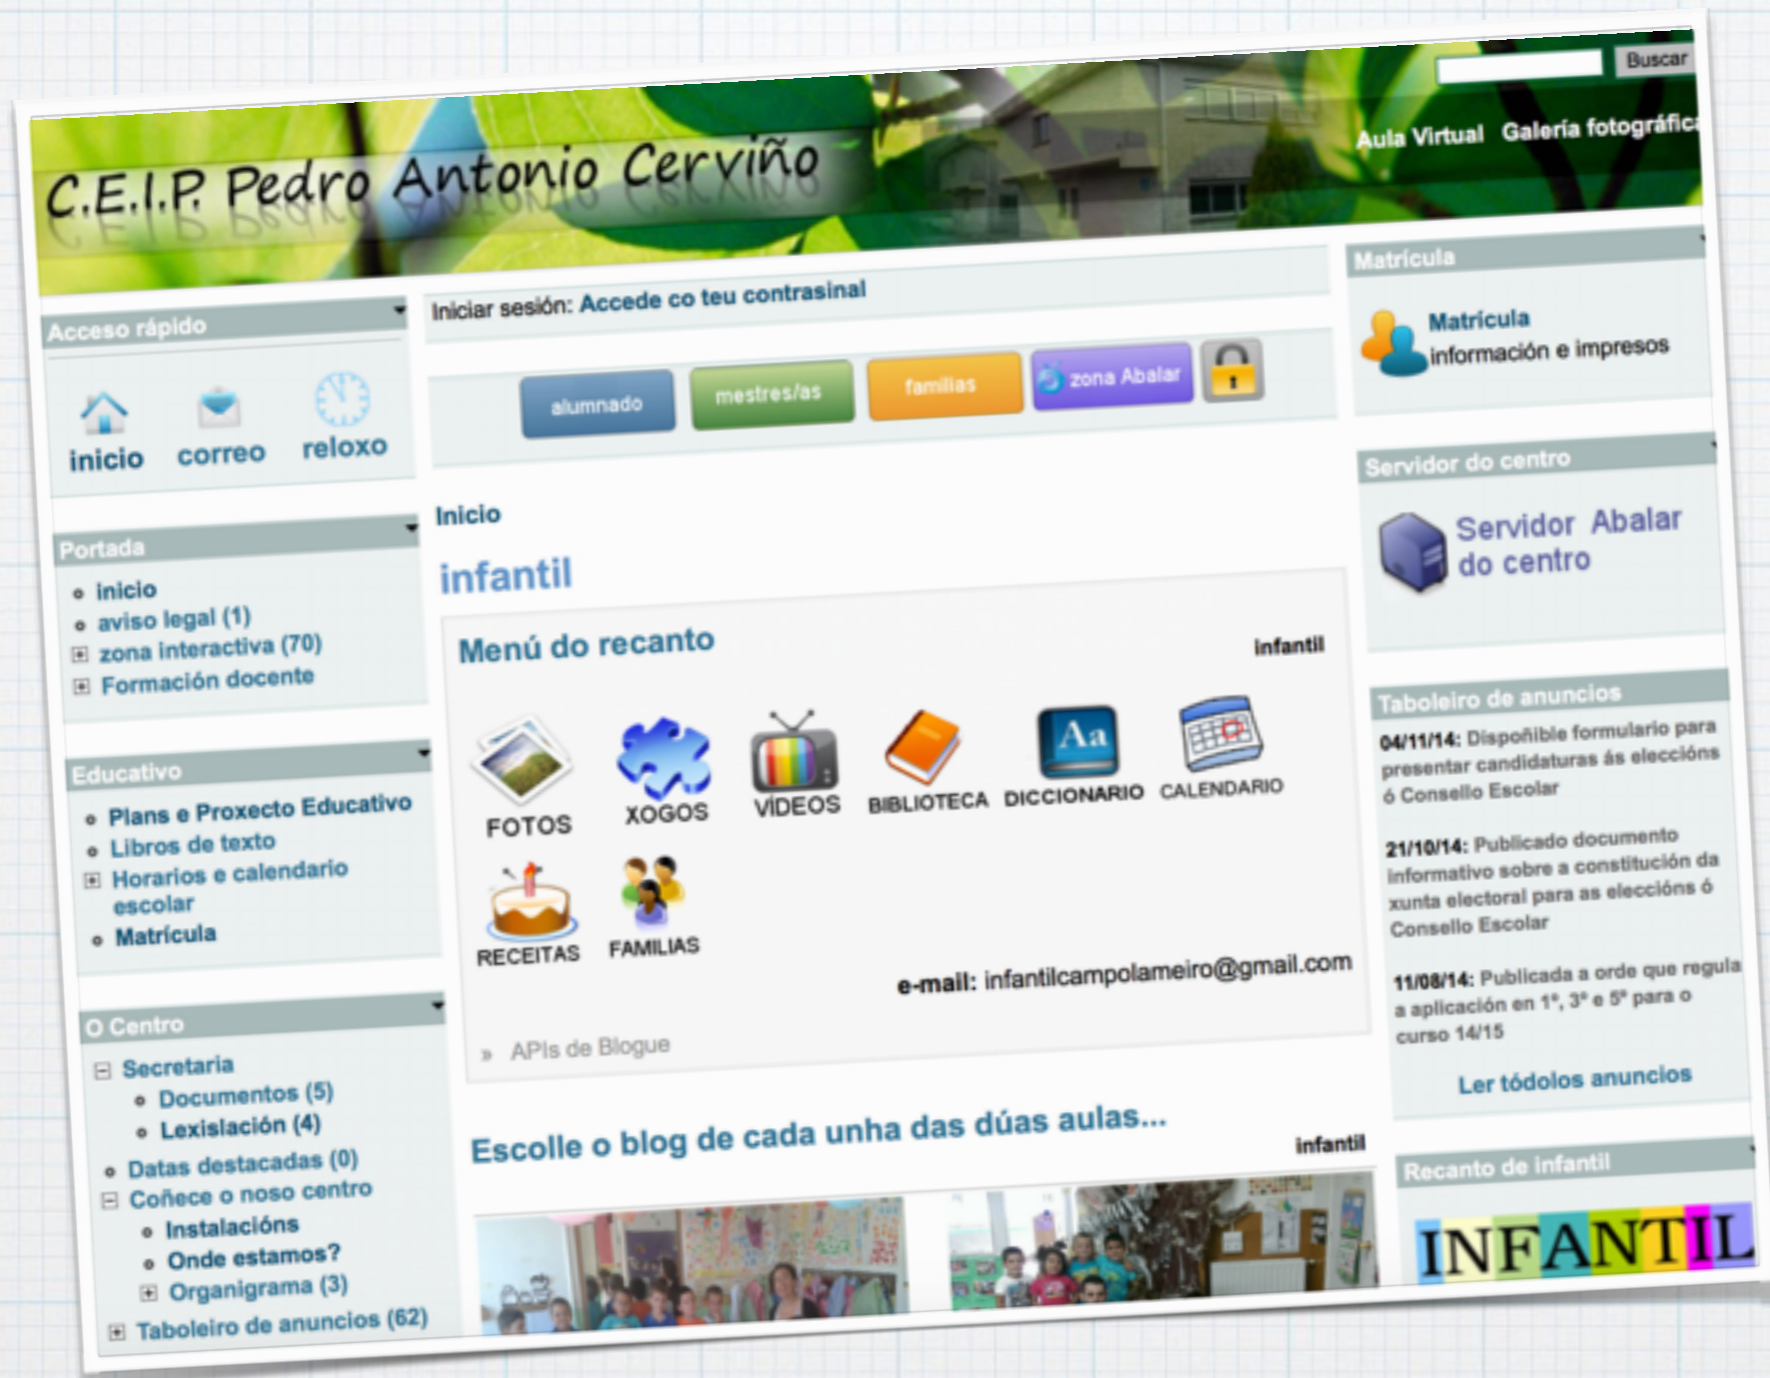 Buscar
Aula Virtual Galería fotográfica
C.E.I.P. Pedro Antonio Cerviño
Acceso rápido
inicio correo reloxo
Portada
inicio
aviso legal (1)
zona interactiva (70)
Formación docente
Educativo
Plans e Proxecto Educativo
Libros de texto
Horarios e calendario
escolar
Matrícula
O Centro
Secretaria
Documentos (5)
Lexislación (4)
Datas destacadas (0)
Coñece o noso centro
Instalacións
Onde estamos?
Organigrama (3)
Taboleiro de anuncios (62)
Iniciar sesión: Accede co teu contrasinal
alumnado mestres/as familias zona Abalar
Inicio
infantil
Menú do recanto
infantil
FOTOS XOGOS VÍDEOS BIBLIOTECA DICCIONARIO CALENDARIO
Aa
RECEITAS FAMILIAS
e-mail: infantilcampolameiro@gmail.com
» APIs de Blogue
Escolle o blog de cada unha das dúas aulas...
infantil
Matrícula
Matrícula
información e impresos
Servidor do centro
Servidor Abalar
do centro
Taboleiro de anuncios
04/11/14: Dispoñible formulario para
presentar candidaturas ás eleccións
ó Consello Escolar
21/10/14: Publicado documento
informativo sobre a constitución da
xunta electoral para as eleccións ó
Consello Escolar
11/08/14: Publicada a orde que regula
a aplicación en 1º, 3º e 5º para o
curso 14/15
Ler tódolos anuncios
Recanto de infantil
INFANTIL